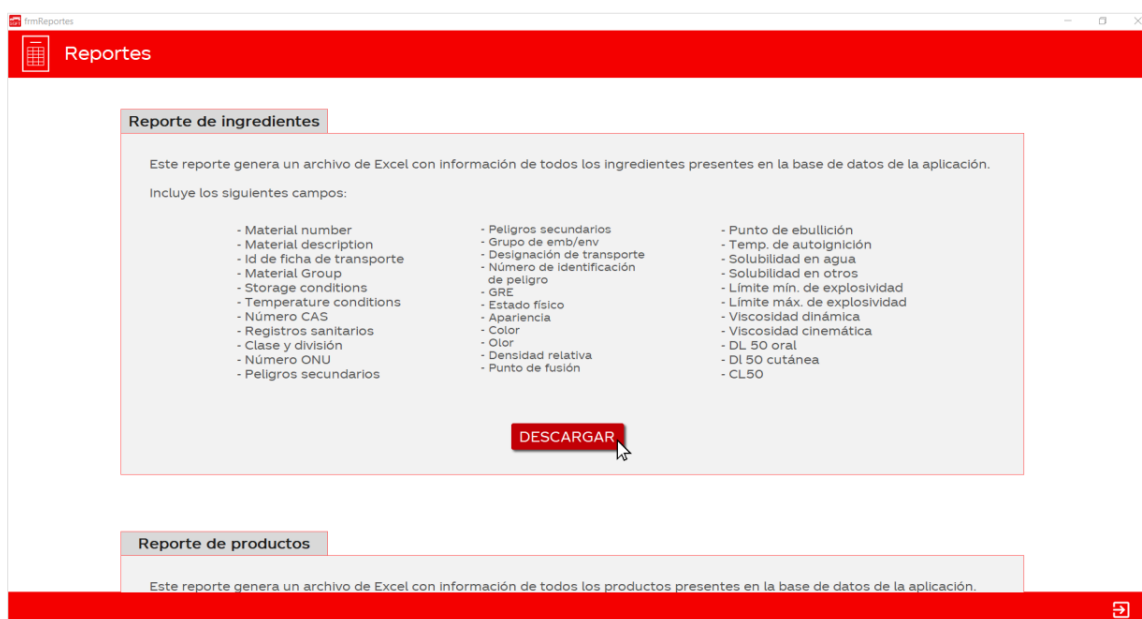 frmReportes
Reportes
Reporte de ingredientes
Este reporte genera un archivo de Excel con información de todos los ingredientes presentes en la base de datos de la aplicación.
Incluye los siguientes campos:
- Material number
- Material description
- Id de ficha de transporte
- Material Group
- Storage conditions
- Temperature conditions
- Número CAS
- Registros sanitarios
- Clase y división
- Número ONU
- Peligros secundarios
- Peligros secundarios
- Grupo de emb/env
- Designación de transporte
- Número de identificación
de peligro
- GRE
- Estado físico
- Apariencia
- Color
- Olor
- Densidad relativa
- Punto de fusión
- Punto de ebullición
- Temp. de autoignición
- Solubilidad en agua
- Solubilidad en otros
- Límite mín. de explosividad
- Límite máx. de explosividad
- Viscosidad dinámica
- Viscosidad cinemática
- DL 50 oral
- Dl 50 cutánea
- CL50
DESCARGAR
Reporte de productos
Este reporte genera un archivo de Excel con información de todos los productos presentes en la base de datos de la aplicación.